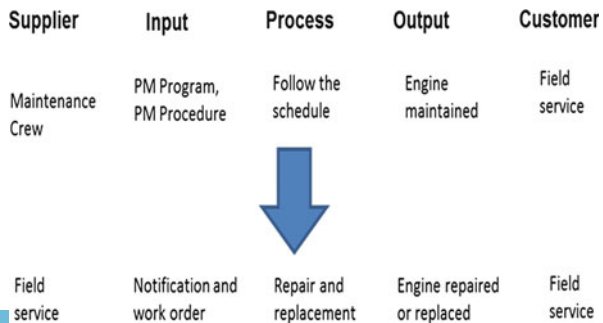 Supplier Input Process Output Customer
Maintenance Crew
PM Program,
PM Procedure
Follow the
schedule
Engine
maintained
Field
service
Field
service
Notification and
work order
Repair and
replacement
Engine repaired
or replaced
Field
service